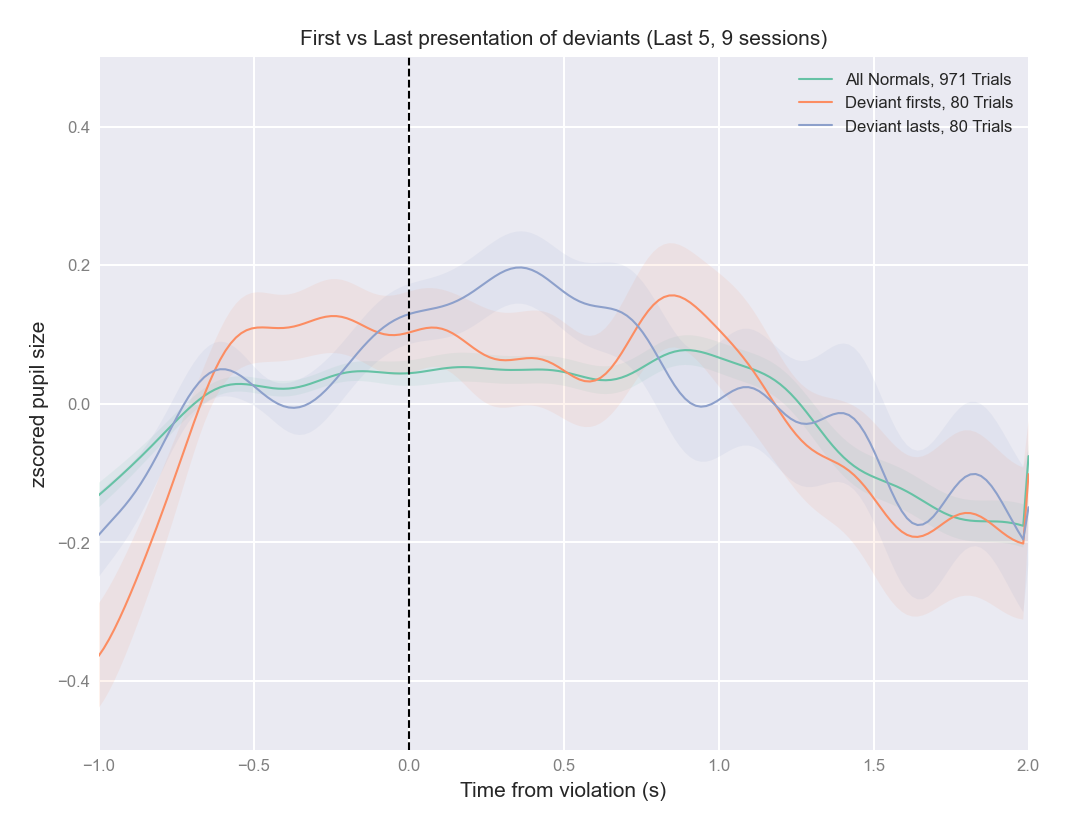 First vs Last presentation of deviants (Last 5, 9 sessions)
All Normals, 971 Trials
Deviant firsts, 80 Trials
Deviant lasts, 80 Trials
zscored pupil size
0.4
0.2
0.0
−0.2
−0.4
−1.0 −0.5 0.0 0.5 1.0 1.5 2.0
Time from violation (s)